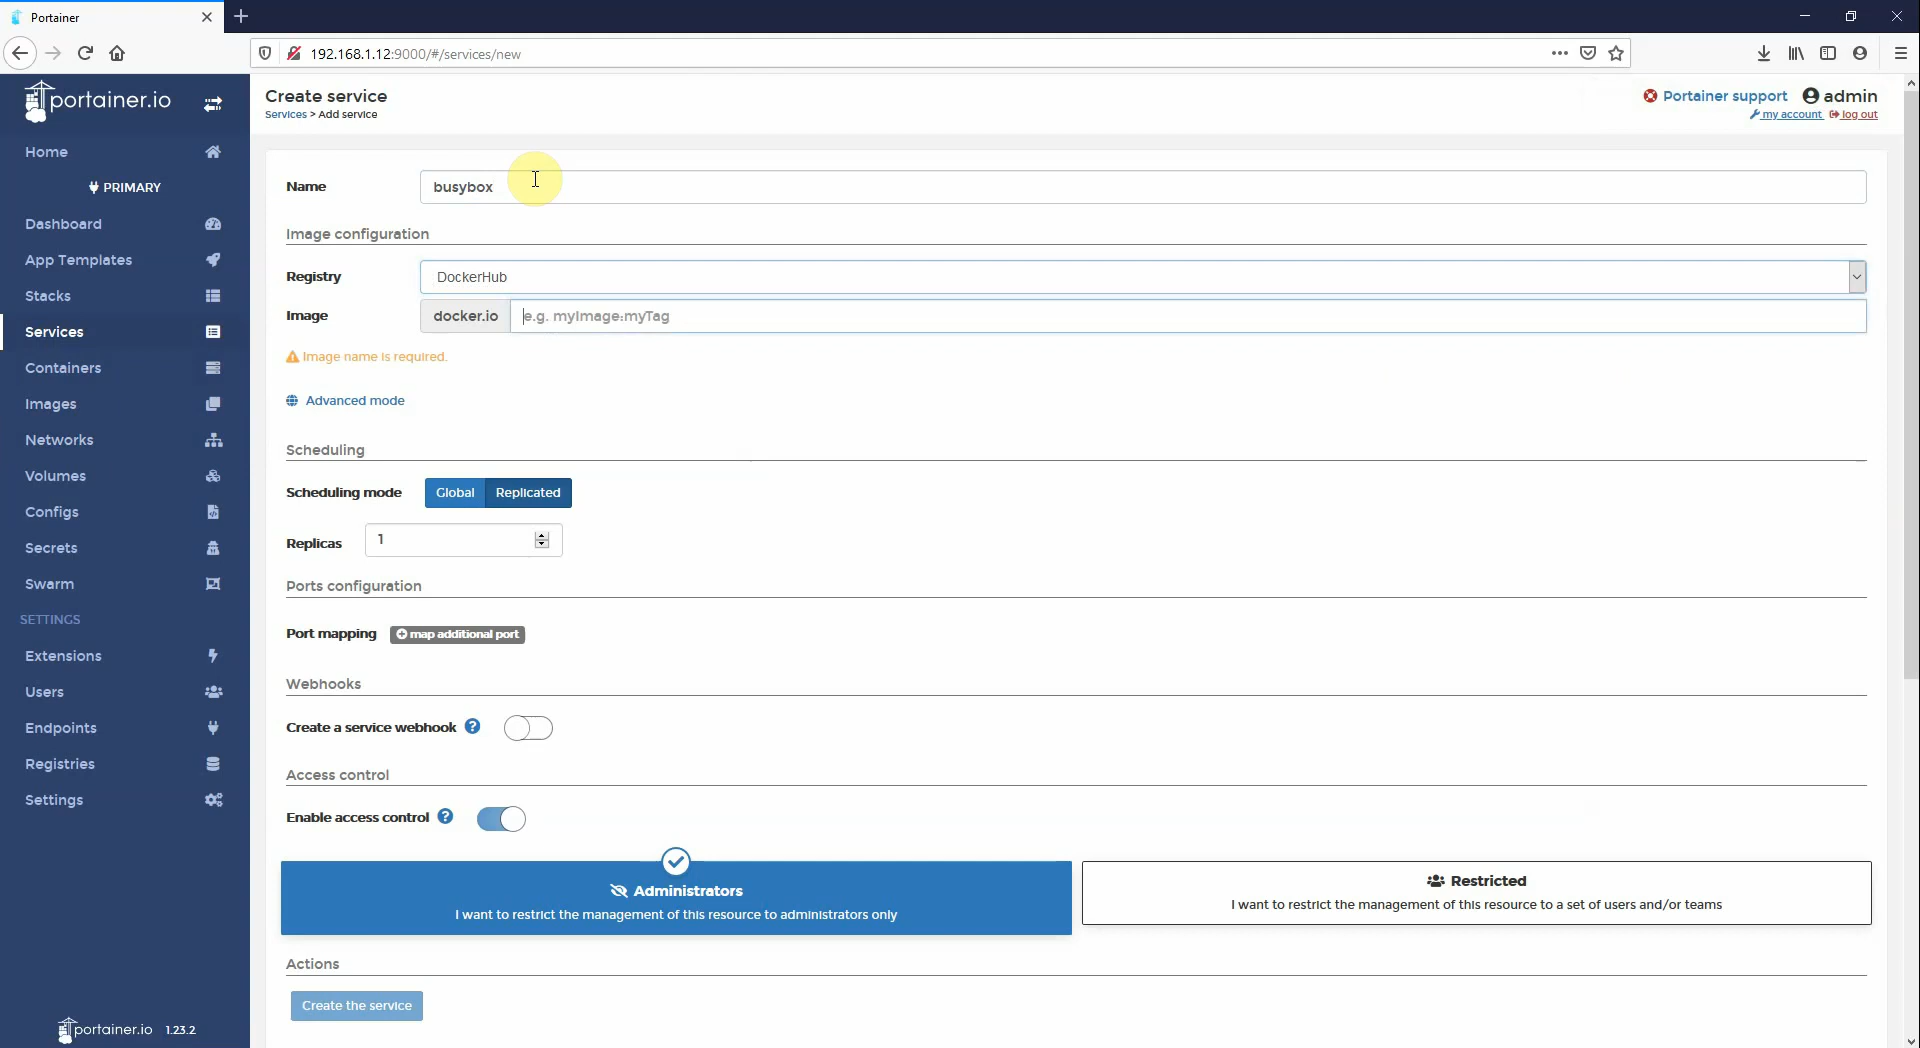 Portainer
192.168.1.12:9000/#/services/new
portainer.io
Home
PRIMARY
Dashboard
App Templates
Stacks
Services
Containers
Images
Networks
Volumes
Configs
Secrets
Swarm
SETTINGS
Extensions
Users
Endpoints
Registries
Settings
portainer.io 1.23.2
Create service
Services > Add service
Portainer support admin
my account log out
Name busybox
Image configuration
Registry DockerHub
Image docker.io e.g. myImage:myTag
Image name is required.
Advanced mode
Scheduling
Scheduling mode Global Replicated
Replicas 1
Ports configuration
Port mapping map additional port
Webhooks
Create a service webhook
Access control
Enable access control
Administrators
I want to restrict the management of this resource to administrators only
Restricted
I want to restrict the management of this resource to a set of users and/or teams
Actions
Create the service